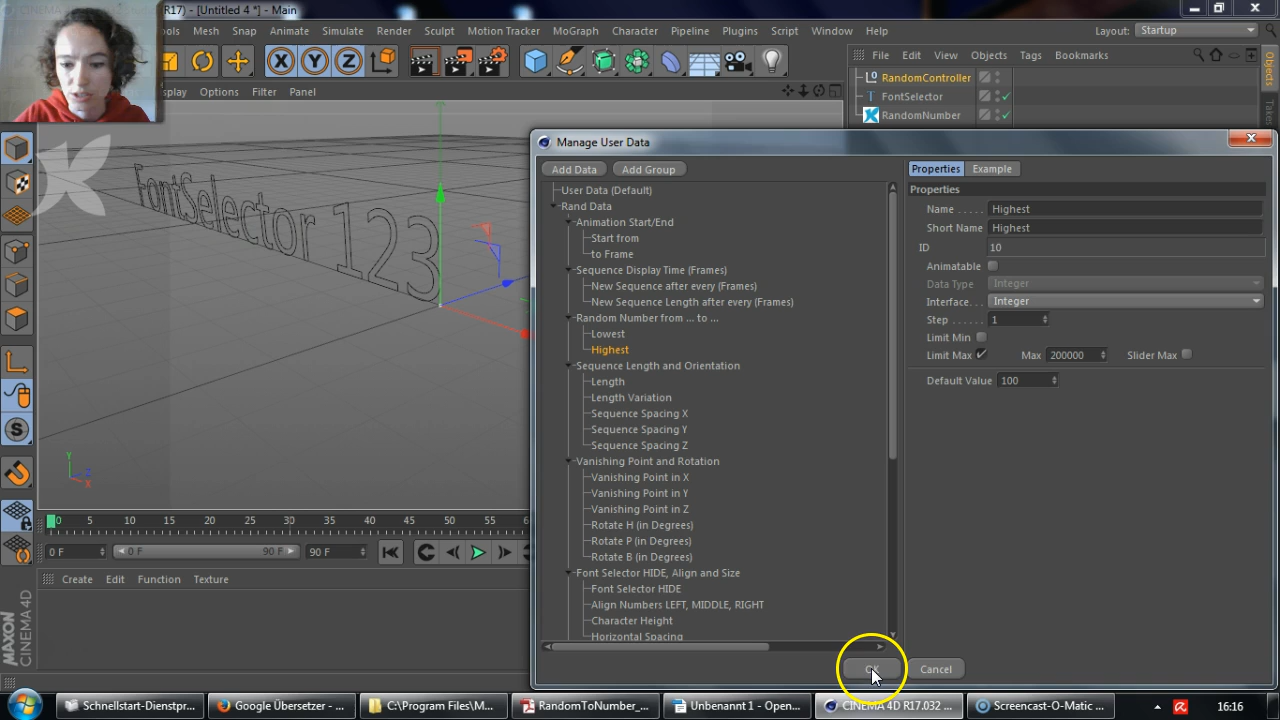 R17) - [Untitled 4 *] - Main
ols Mesh Snap Animate Simulate Render Sculpt Motion Tracker MoGraph Character Pipeline Plugins Script Window Help
Layout: Startup
File Edit View Objects Tags Bookmarks
Objects
Takes
X Y Z
RandomController
FontSelector
RandomNumber
splay Options Filter Panel
FontSelector 123
Y Z X
Manage User Data
Add Data Add Group
User Data (Default)
Rand Data
Animation Start/End
Start from
to Frame
Sequence Display Time (Frames)
New Sequence after every (Frames)
New Sequence Length after every (Frames)
Random Number from ... to ...
Lowest
Highest
Sequence Length and Orientation
Length
Length Variation
Sequence Spacing X
Sequence Spacing Y
Sequence Spacing Z
Vanishing Point and Rotation
Vanishing Point in X
Vanishing Point in Y
Vanishing Point in Z
Rotate H (in Degrees)
Rotate P (in Degrees)
Rotate B (in Degrees)
Font Selector HIDE, Align and Size
Font Selector HIDE
Align Numbers LEFT, MIDDLE, RIGHT
Character Height
Horizontal Spacing
Properties Example
Properties
Name . . . . . Highest
Short Name Highest
ID 10
Animatable
Data Type Integer
Interface. . . Integer
Step . . . . . . 1
Limit Min
Limit Max Max 200000 Slider Max
Default Value 100
OK Cancel
0 5 10 15 20 25 30 35 40 45 50 55 60
0 F 0 F 90 F 90 F
Create Edit Function Texture
MAXON
CINEMA 4D
Schnellstart-Dienstpr... Google Übersetzer - ... C:\Program Files\M... RandomToNumber_... Unbenannt 1 - Open... CINEMA 4D R17.032 ... Screencast-O-Matic ... 16:16